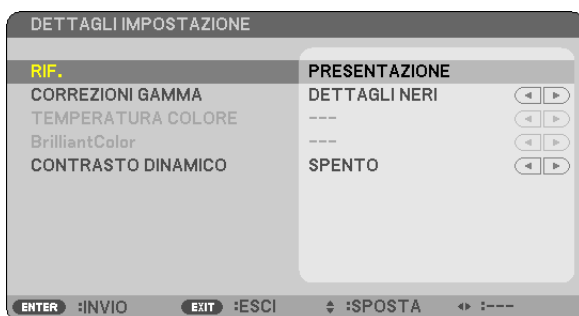 DETTAGLI IMPOSTAZIONE
RIF. PRESENTAZIONE
CORREZIONI GAMMA DETTAGLI NERI
TEMPERATURA COLORE ---
BrilliantColor ---
CONTRASTO DINAMICO SPENTO
ENTER :INVIO EXIT :ESCI :SPOSTA :---